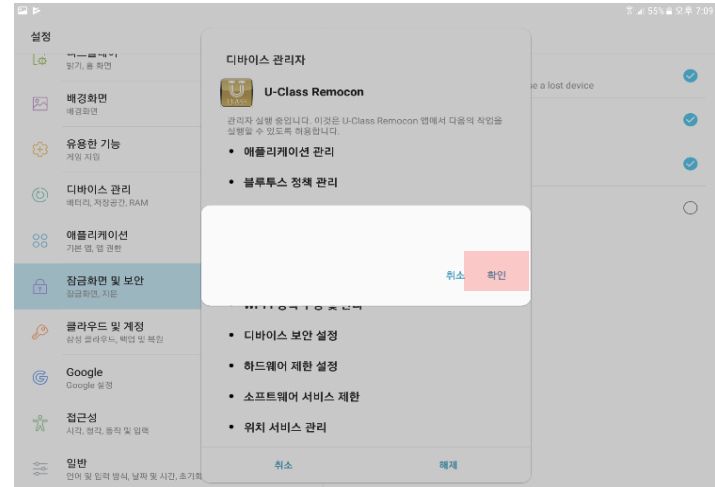 55% 오후 7:09
설정
밝기, 홈 화면
배경화면
배경화면
유용한 기능
게임 지원
디바이스 관리
배터리, 저장공간, RAM
애플리케이션
기본 앱, 앱 권한
잠금화면 및 보안
잠금화면, 지문
클라우드 및 계정
삼성 클라우드, 백업 및 복원
Google
Google 설정
접근성
시각, 청각, 동작 및 입력
일반
언어 및 입력 방식, 날짜 및 시간, 초기화
디바이스 관리자
U CLASS
U-Class Remocon
관리자 실행 중입니다. 이것은 U-Class Remocon 앱에서 다음의 작업을
실행할 수 있도록 허용합니다.
• 애플리케이션 관리
• 블루투스 정책 관리
취소 확인
• 디바이스 보안 설정
• 하드웨어 제한 설정
• 소프트웨어 서비스 제한
• 위치 서비스 관리
취소 해제
e a lost device